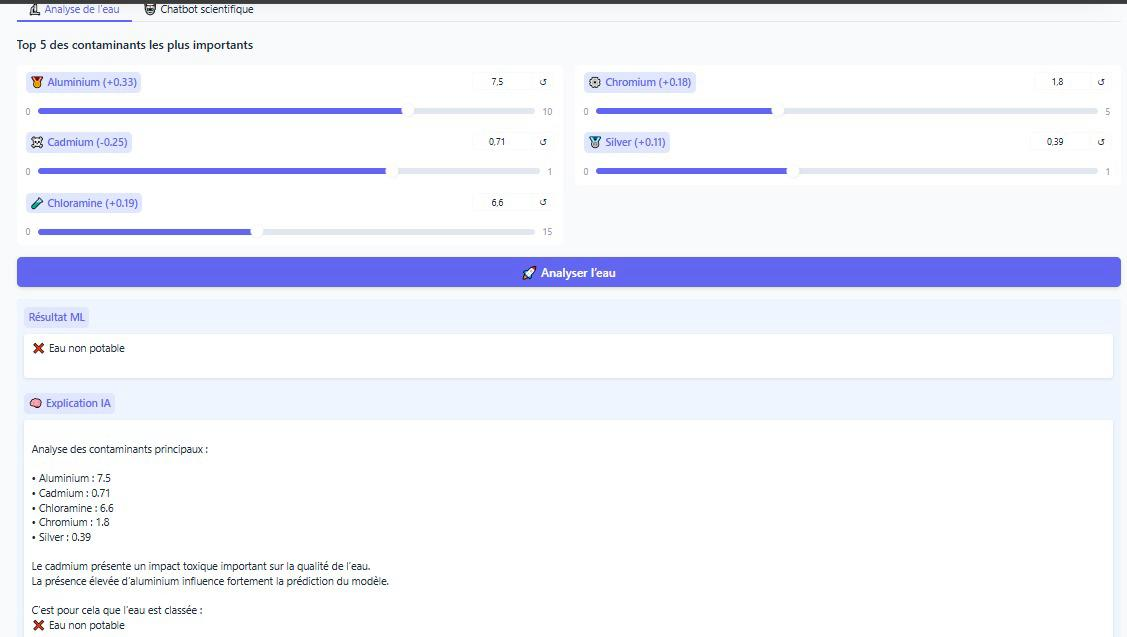 Analyse de l'eau
Chatbot scientifique
Top 5 des contaminants les plus importants
Aluminium (+0.33)
7.5
↺
0
10
Chromium (+0.18)
1,8
↺
0
5
Cadmium (-0.25)
0,71
↺
0
1
Silver (+0.11)
0,39
↺
0
1
Chloramine (+0.19)
6,6
↺
0
15
Analyser l'eau
Résultat ML
❌ Eau non potable
Explication IA
Analyse des contaminants principaux :
• Aluminium : 7.5
• Cadmium : 0.71
• Chloramine : 6.6
• Chromium : 1.8
• Silver : 0.39
Le cadmium présente un impact toxique important sur la qualité de l'eau.
La présence élevée d'aluminium influence fortement la prédiction du modèle.
C'est pour cela que l'eau est classée :
❌ Eau non potable